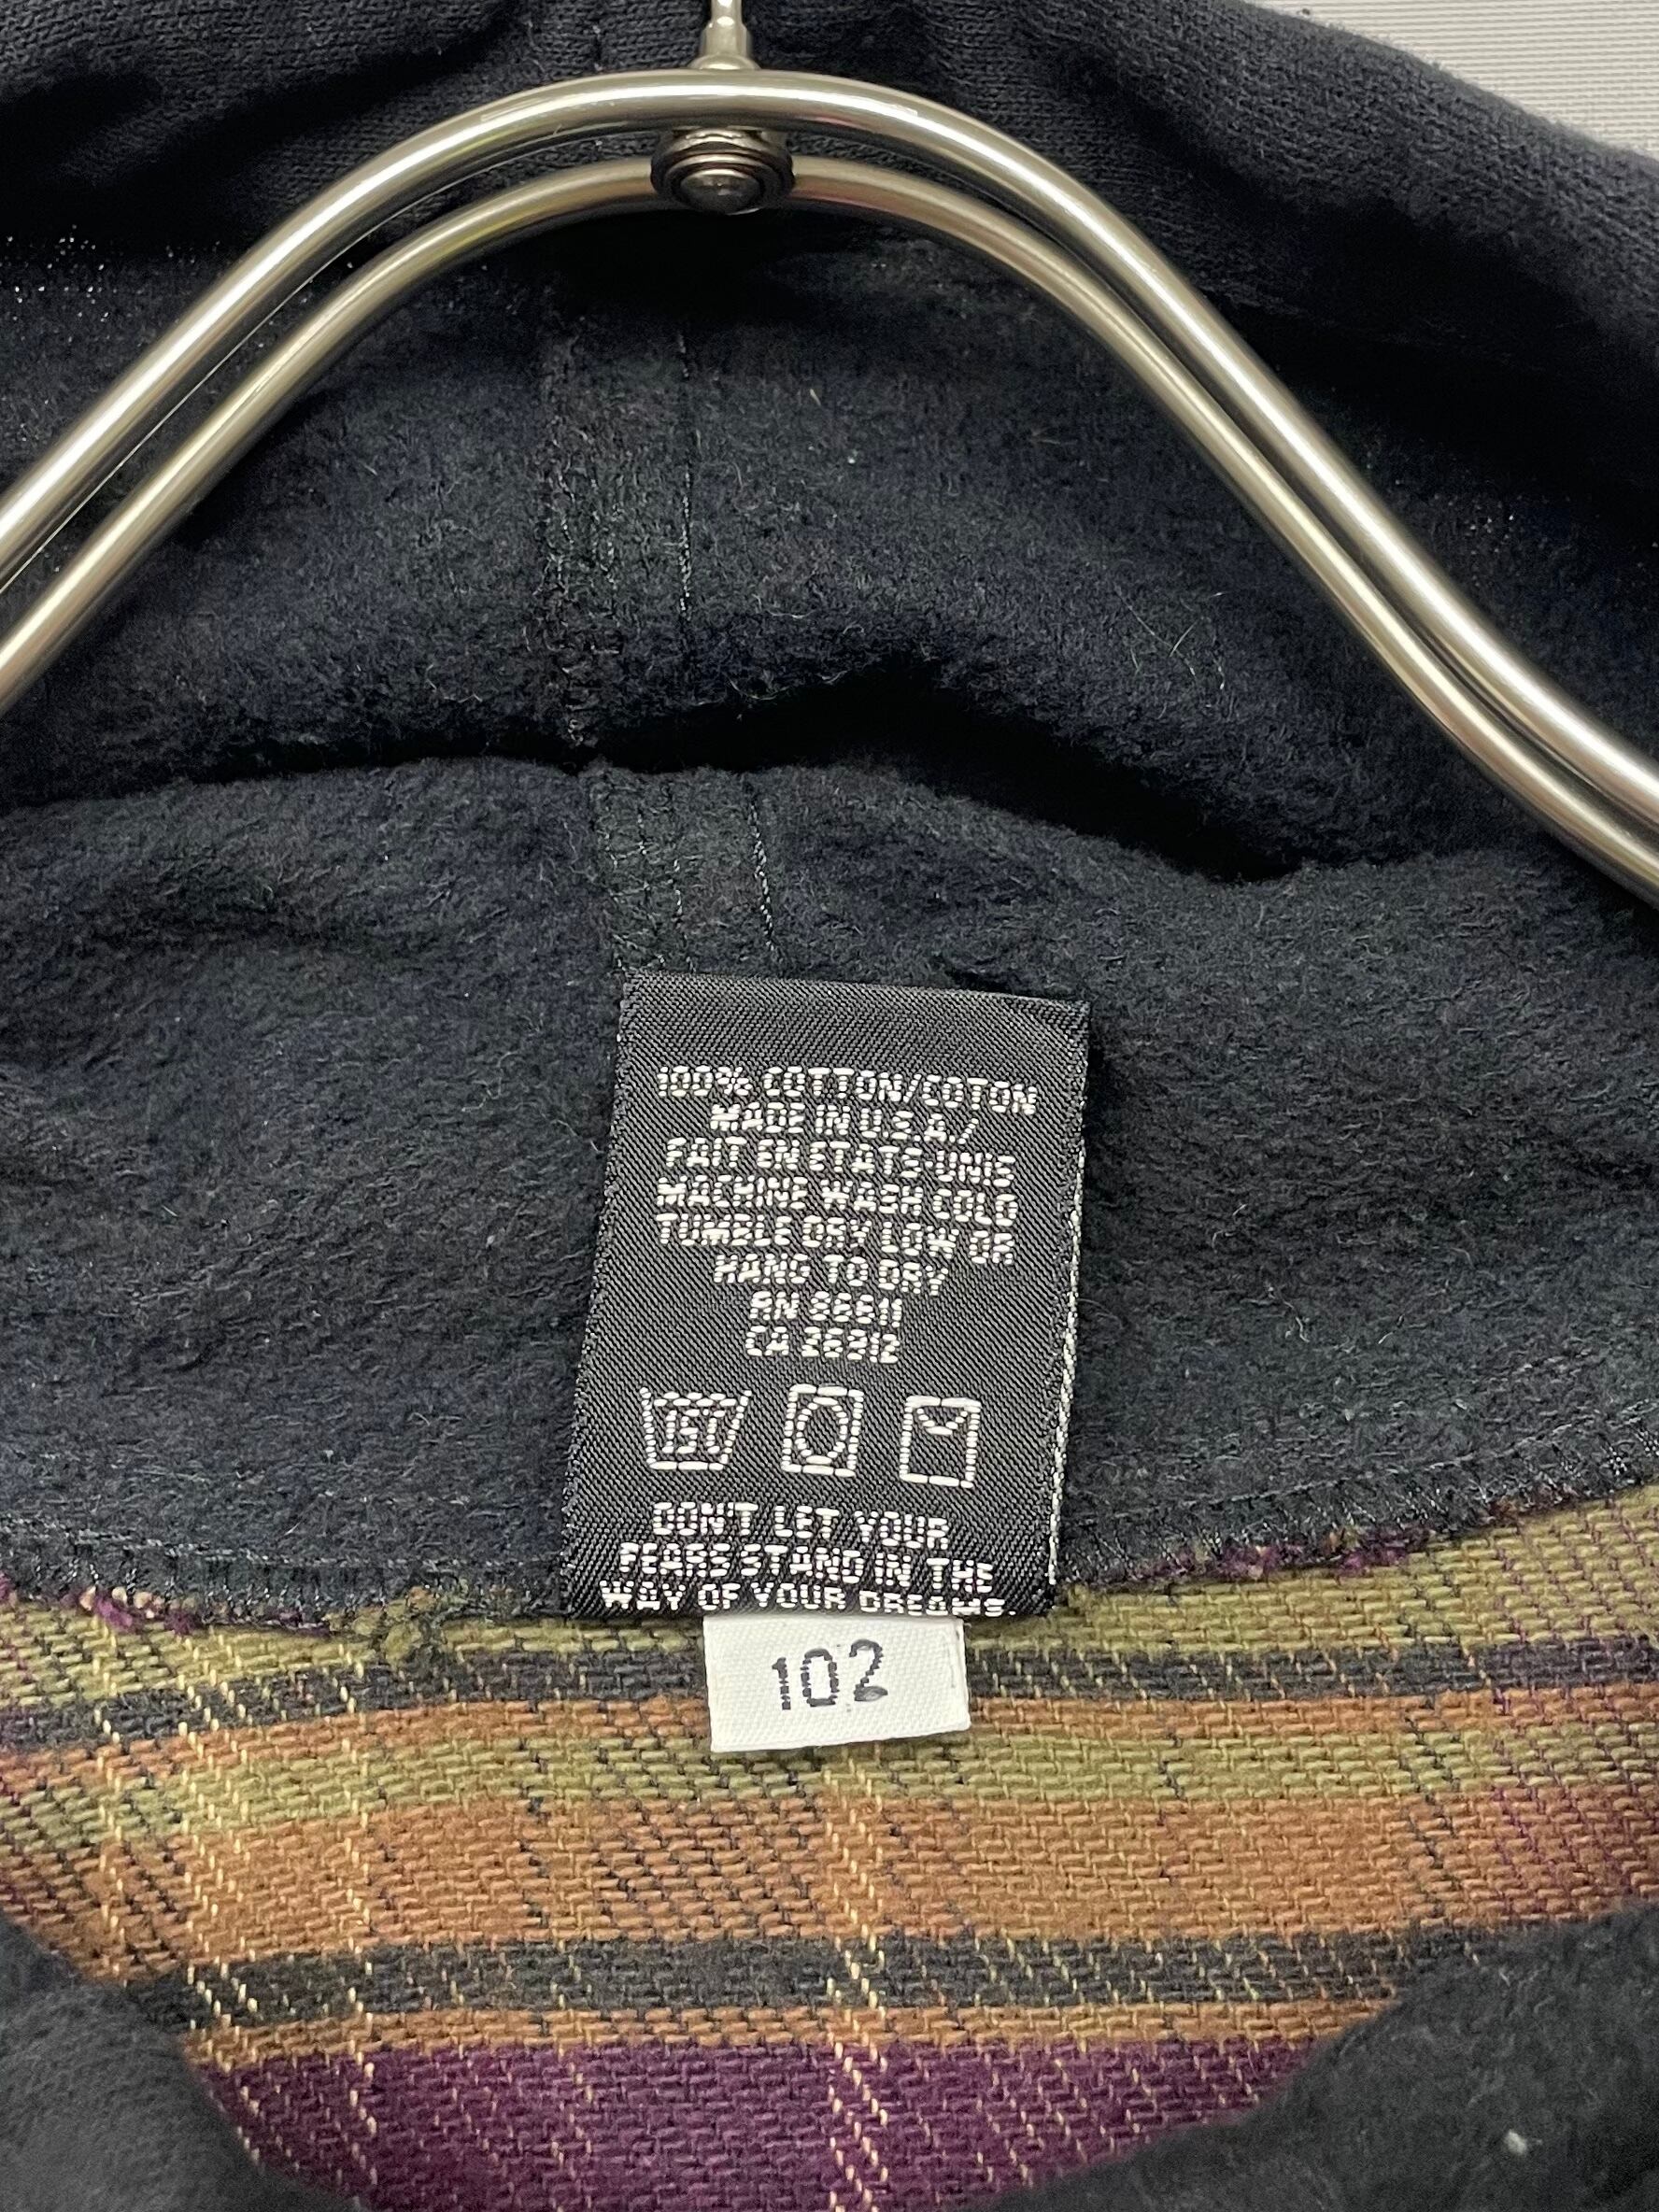 100% COTTON/COTON
MADE IN U.S.A./
FAIT EN ETATS-UNIS
MACHINE WASH COLD
TUMBLE DRY LOW OR
HANG TO DRY
RN 86611
CA 26812
DON'T LET YOUR
FEARS STAND IN THE
WAY OF YOUR DREAMS.
102